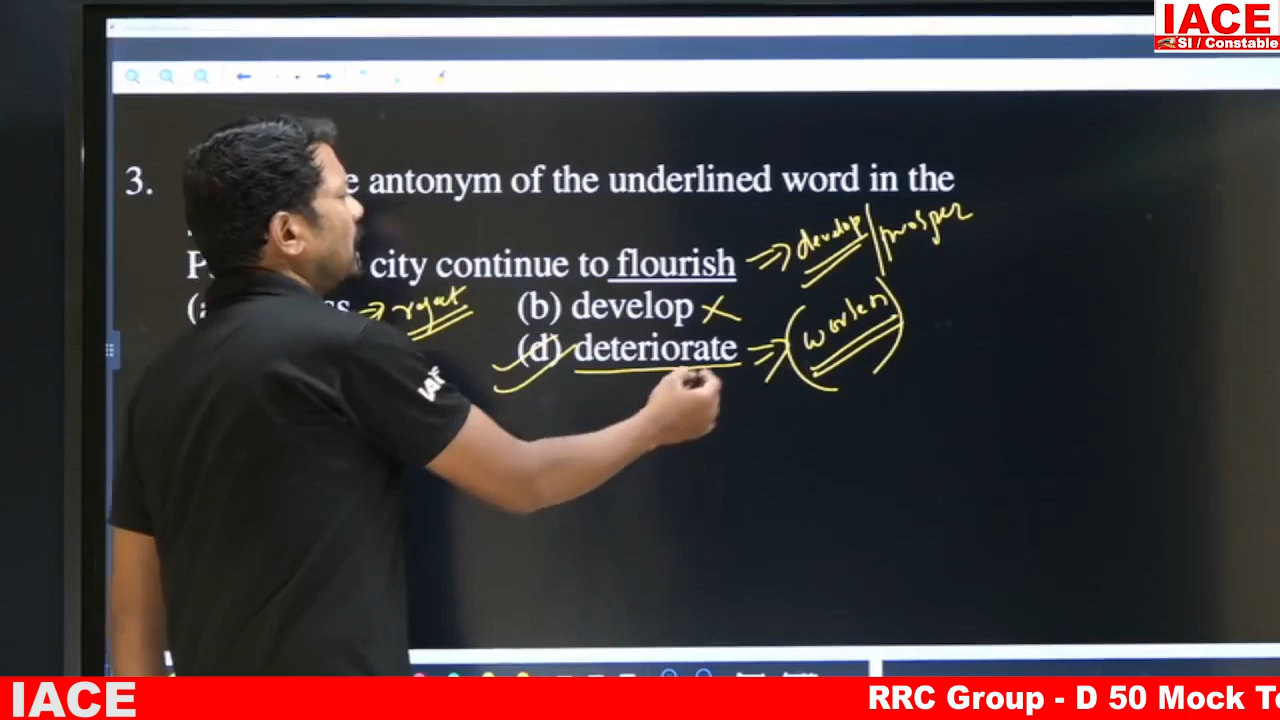 IACE
SI / Constable
3. antonym of the underlined word in the
city continue to flourish => develop / prosper
=> reject (b) develop ×
(d) deteriorate => worsen
IACE RRC Group - D 50 Mock